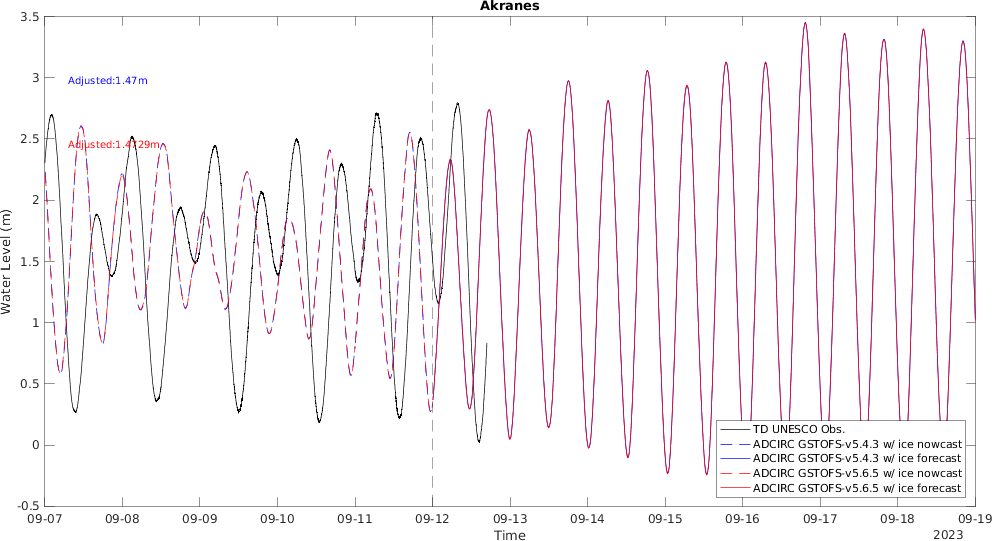 Akranes
3.5
3
2.5
2
1.5
1
0.5
0
-0.5
Water Level (m)
Adjusted:1.47m
Adjusted:1.4729m
TD UNESCO Obs.
ADCIRC GSTOFS-v5.4.3 w/ ice nowcast
ADCIRC GSTOFS-v5.4.3 w/ ice forecast
ADCIRC GSTOFS-v5.6.5 w/ ice nowcast
ADCIRC GSTOFS-v5.6.5 w/ ice forecast
09-07 09-08 09-09 09-10 09-11 09-12 09-13 09-14 09-15 09-16 09-17 09-18 09-19
Time
2023